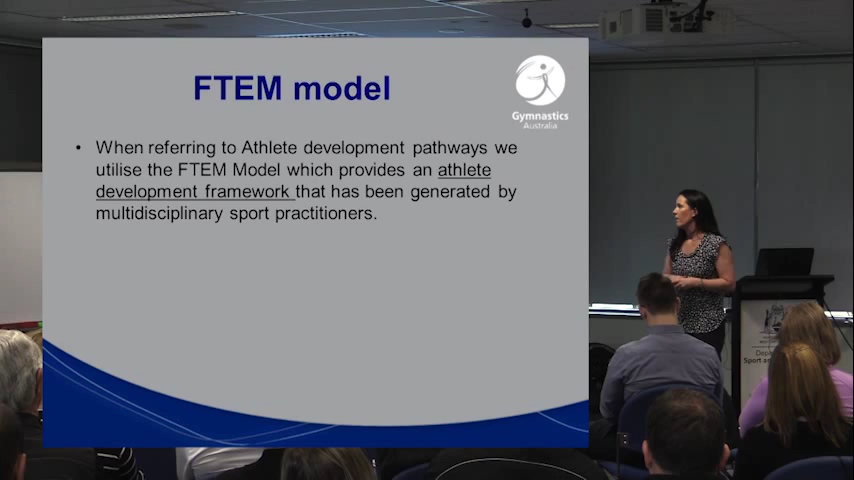 FTEM model
Gymnastics
Australia
• When referring to Athlete development pathways we
utilise the FTEM Model which provides an athlete
development framework that has been generated by
multidisciplinary sport practitioners.
Sport